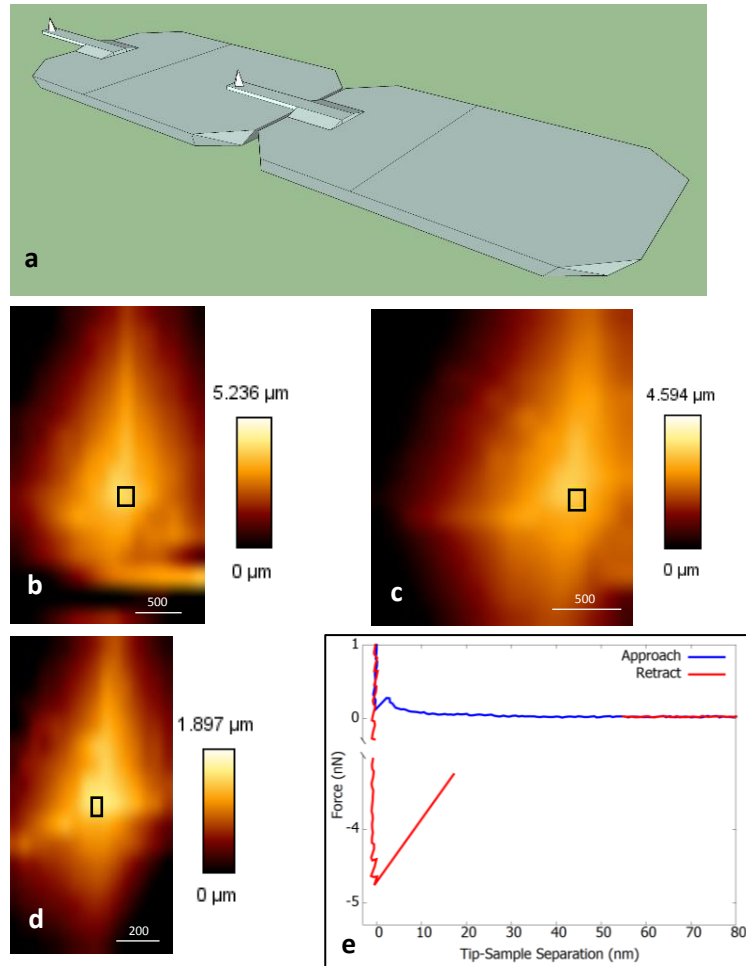 a
5.236 µm
0 µm
b
500
4.594 µm
0 µm
c
500
1.897 µm
0 µm
d
200
Approach
Retract
1
0
-4
-5
Force (nN)
0 10 20 30 40 50 60 70 80
Tip-Sample Separation (nm)
e